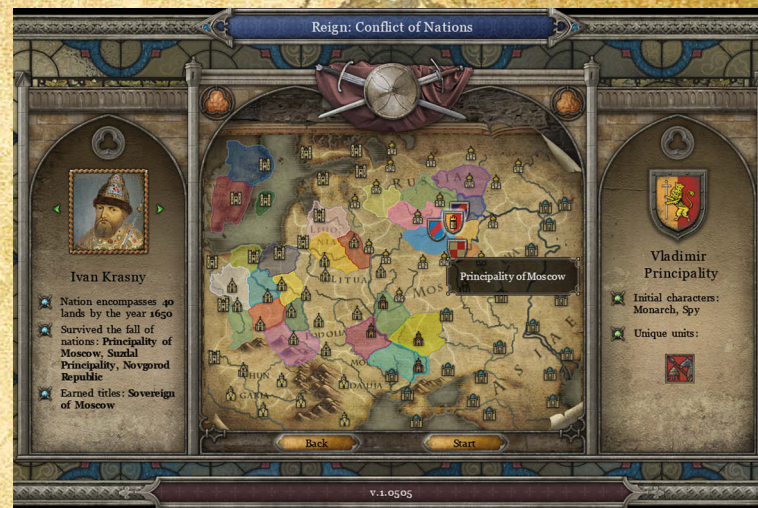 Reign: Conflict of Nations
Ivan Krasny
Nation encompasses 40
lands by the year 1650
Survived the fall of
nations: Principality of
Moscow, Suzdal
Principality, Novgorod
Republic
Earned titles: Sovereign
of Moscow
Principality of Moscow
Back
Start
Vladimir
Principality
Initial characters:
Monarch, Spy
Unique units:
v.1.0505